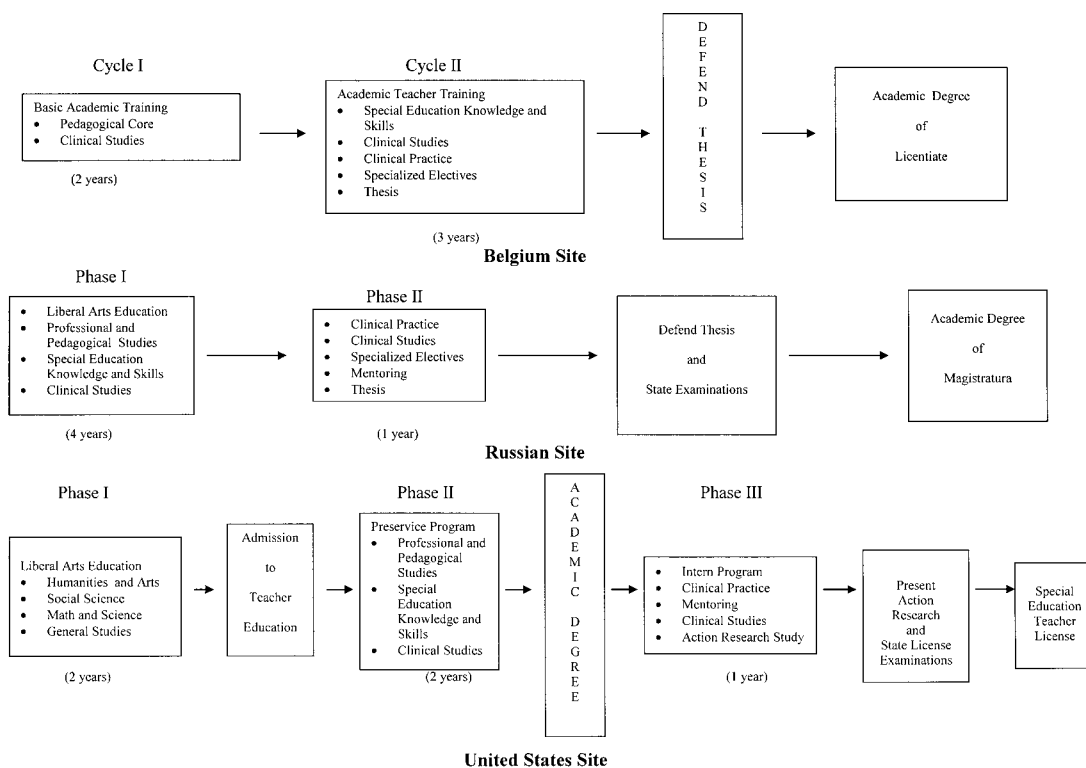 Cycle I
Basic Academic Training
• Pedagogical Core
• Clinical Studies
(2 years)
Cycle II
Academic Teacher Training
• Special Education Knowledge and
Skills
• Clinical Studies
• Clinical Practice
• Specialized Electives
• Thesis
(3 years)
DEFEND THESIS
Academic Degree
of
Licentiate
Belgium Site
Phase I
• Liberal Arts Education
• Professional and
Pedagogical Studies
• Special Education
Knowledge and Skills
• Clinical Studies
(4 years)
Phase II
• Clinical Practice
• Clinical Studies
• Specialized Electives
• Mentoring
• Thesis
(1 year)
Defend Thesis
and
State Examinations
Academic Degree
of
Magistratura
Russian Site
Phase I
Liberal Arts Education
• Humanities and Arts
• Social Science
• Math and Science
• General Studies
(2 years)
Admission
to
Teacher
Education
Phase II
Preservice Program
• Professional and
Pedagogical
Studies
• Special
Education
Knowledge and
Skills
• Clinical Studies
(2 years)
ACADEMIC DEGREE
Phase III
• Intern Program
• Clinical Practice
• Mentoring
• Clinical Studies
• Action Research Study
(1 year)
Present
Action
Research
and
State License
Examinations
Special
Education
Teacher
License
United States Site